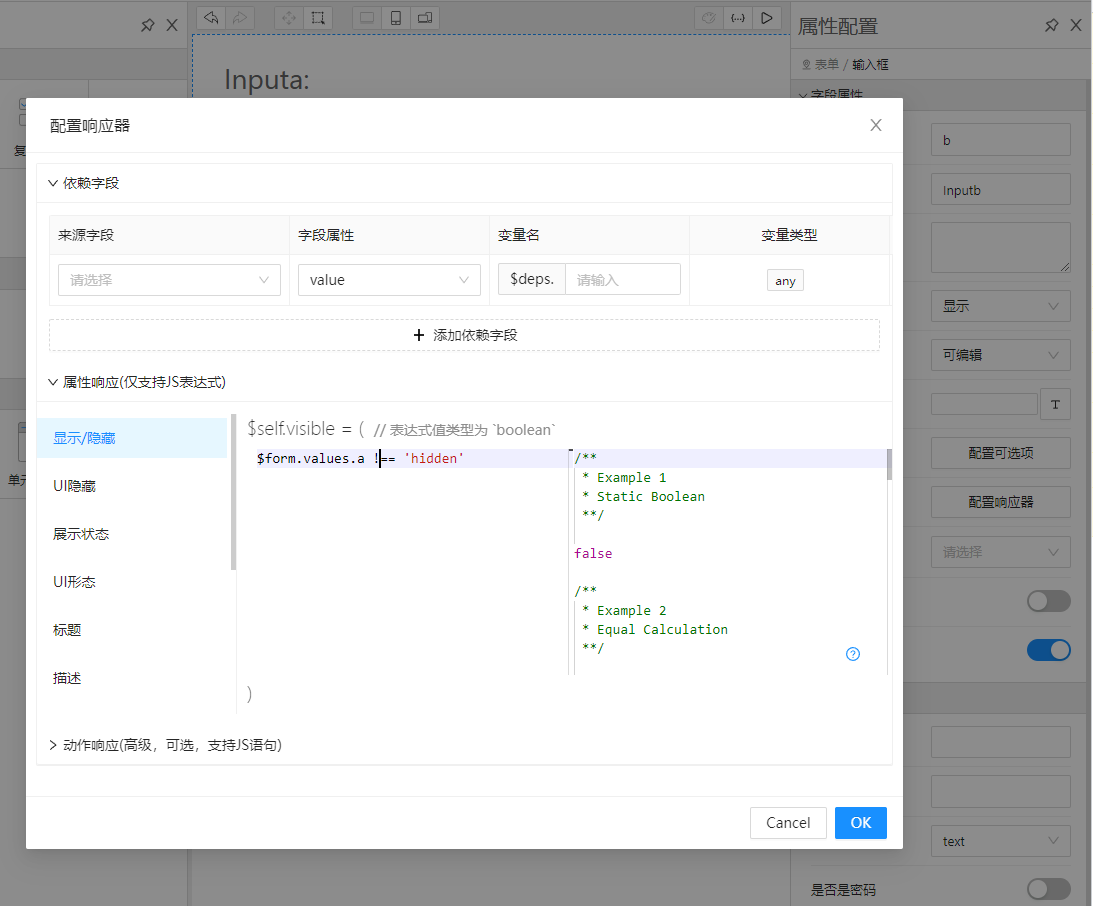 属性配置
表单 / 输入框
Inputa:
字段属性
复
单元
配置响应器
依赖字段
来源字段 字段属性 变量名 变量类型
请选择 value $deps. 请输入 any
+ 添加依赖字段
属性响应(仅支持JS表达式)
显示/隐藏
UI隐藏
展示状态
UI形态
标题
描述
$self.visible = ( // 表达式值类型为 `boolean`
$form.values.a !== 'hidden'
/**
* Example 1
* Static Boolean
**/
false
/**
* Example 2
* Equal Calculation
**/
)
动作响应(高级，可选，支持JS语句)
Cancel OK
b
Inputb
显示
可编辑
T
配置可选项
配置响应器
请选择
text
是否是密码